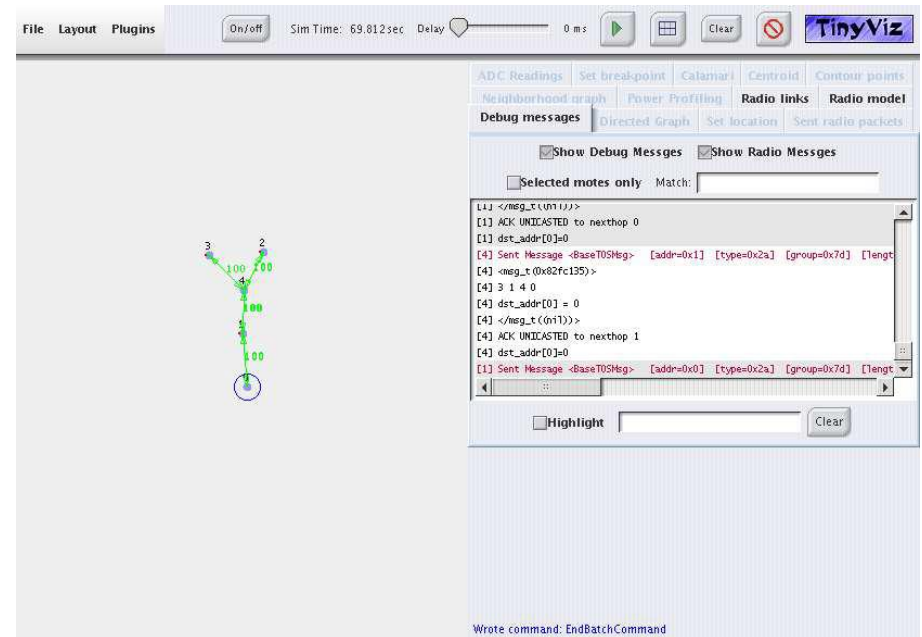 File Layout Plugins On/off Sim Time: 69.812sec Delay 0 ms Clear TinyViz
ADC Readings Set breakpoint Calamari Centroid Contour points
Neighborhood graph Power Profiling Radio links Radio model
Debug messages Directed Graph Set location Sent radio packets
Show Debug Messges Show Radio Messges
Selected motes only Match:
[1] </msg_t((nil))>
[1] ACK UNICASTED to nexthop 0
[1] dst_addr[0]=0
[4] Sent Message <BaseTOSMsg> [addr=0x1] [type=0x2a] [group=0x7d] [lengt
[4] <msg_t(0x82fc135)>
[4] 3 1 4 0
[4] dst_addr[0] = 0
[4] </msg_t((nil))>
[4] ACK UNICASTED to nexthop 1
[4] dst_addr[0]=0
[1] Sent Message <BaseTOSMsg> [addr=0x0] [type=0x2a] [group=0x7d] [lengt
Highlight Clear
3 2
100 100
4
100
100
Wrote command: EndBatchCommand